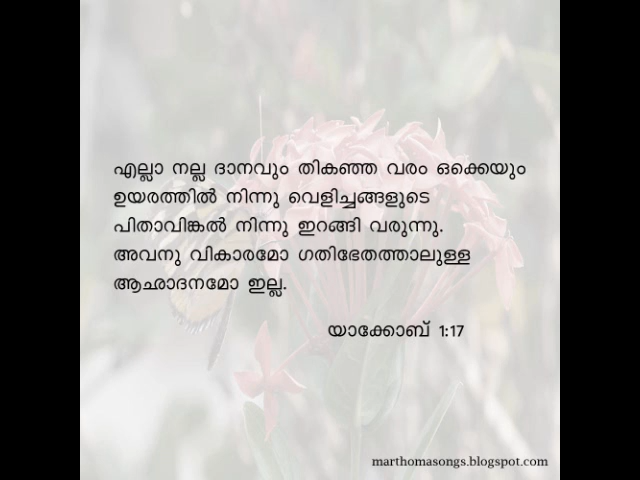 എല്ലാ നല്ല ദാനവും തികഞ്ഞ വരം ഒക്കെയും
ഉയരത്തിൽ നിന്നു വെളിച്ചങ്ങളുടെ
പിതാവിങ്കൽ നിന്നു ഇറങ്ങി വരുന്നു.
അവനു വികാരമോ ഗതിഭേതത്താലുള്ള
ആഛാദനമോ ഇല്ല.
യാക്കോബ് 1:17
marthomasongs.blogspot.com